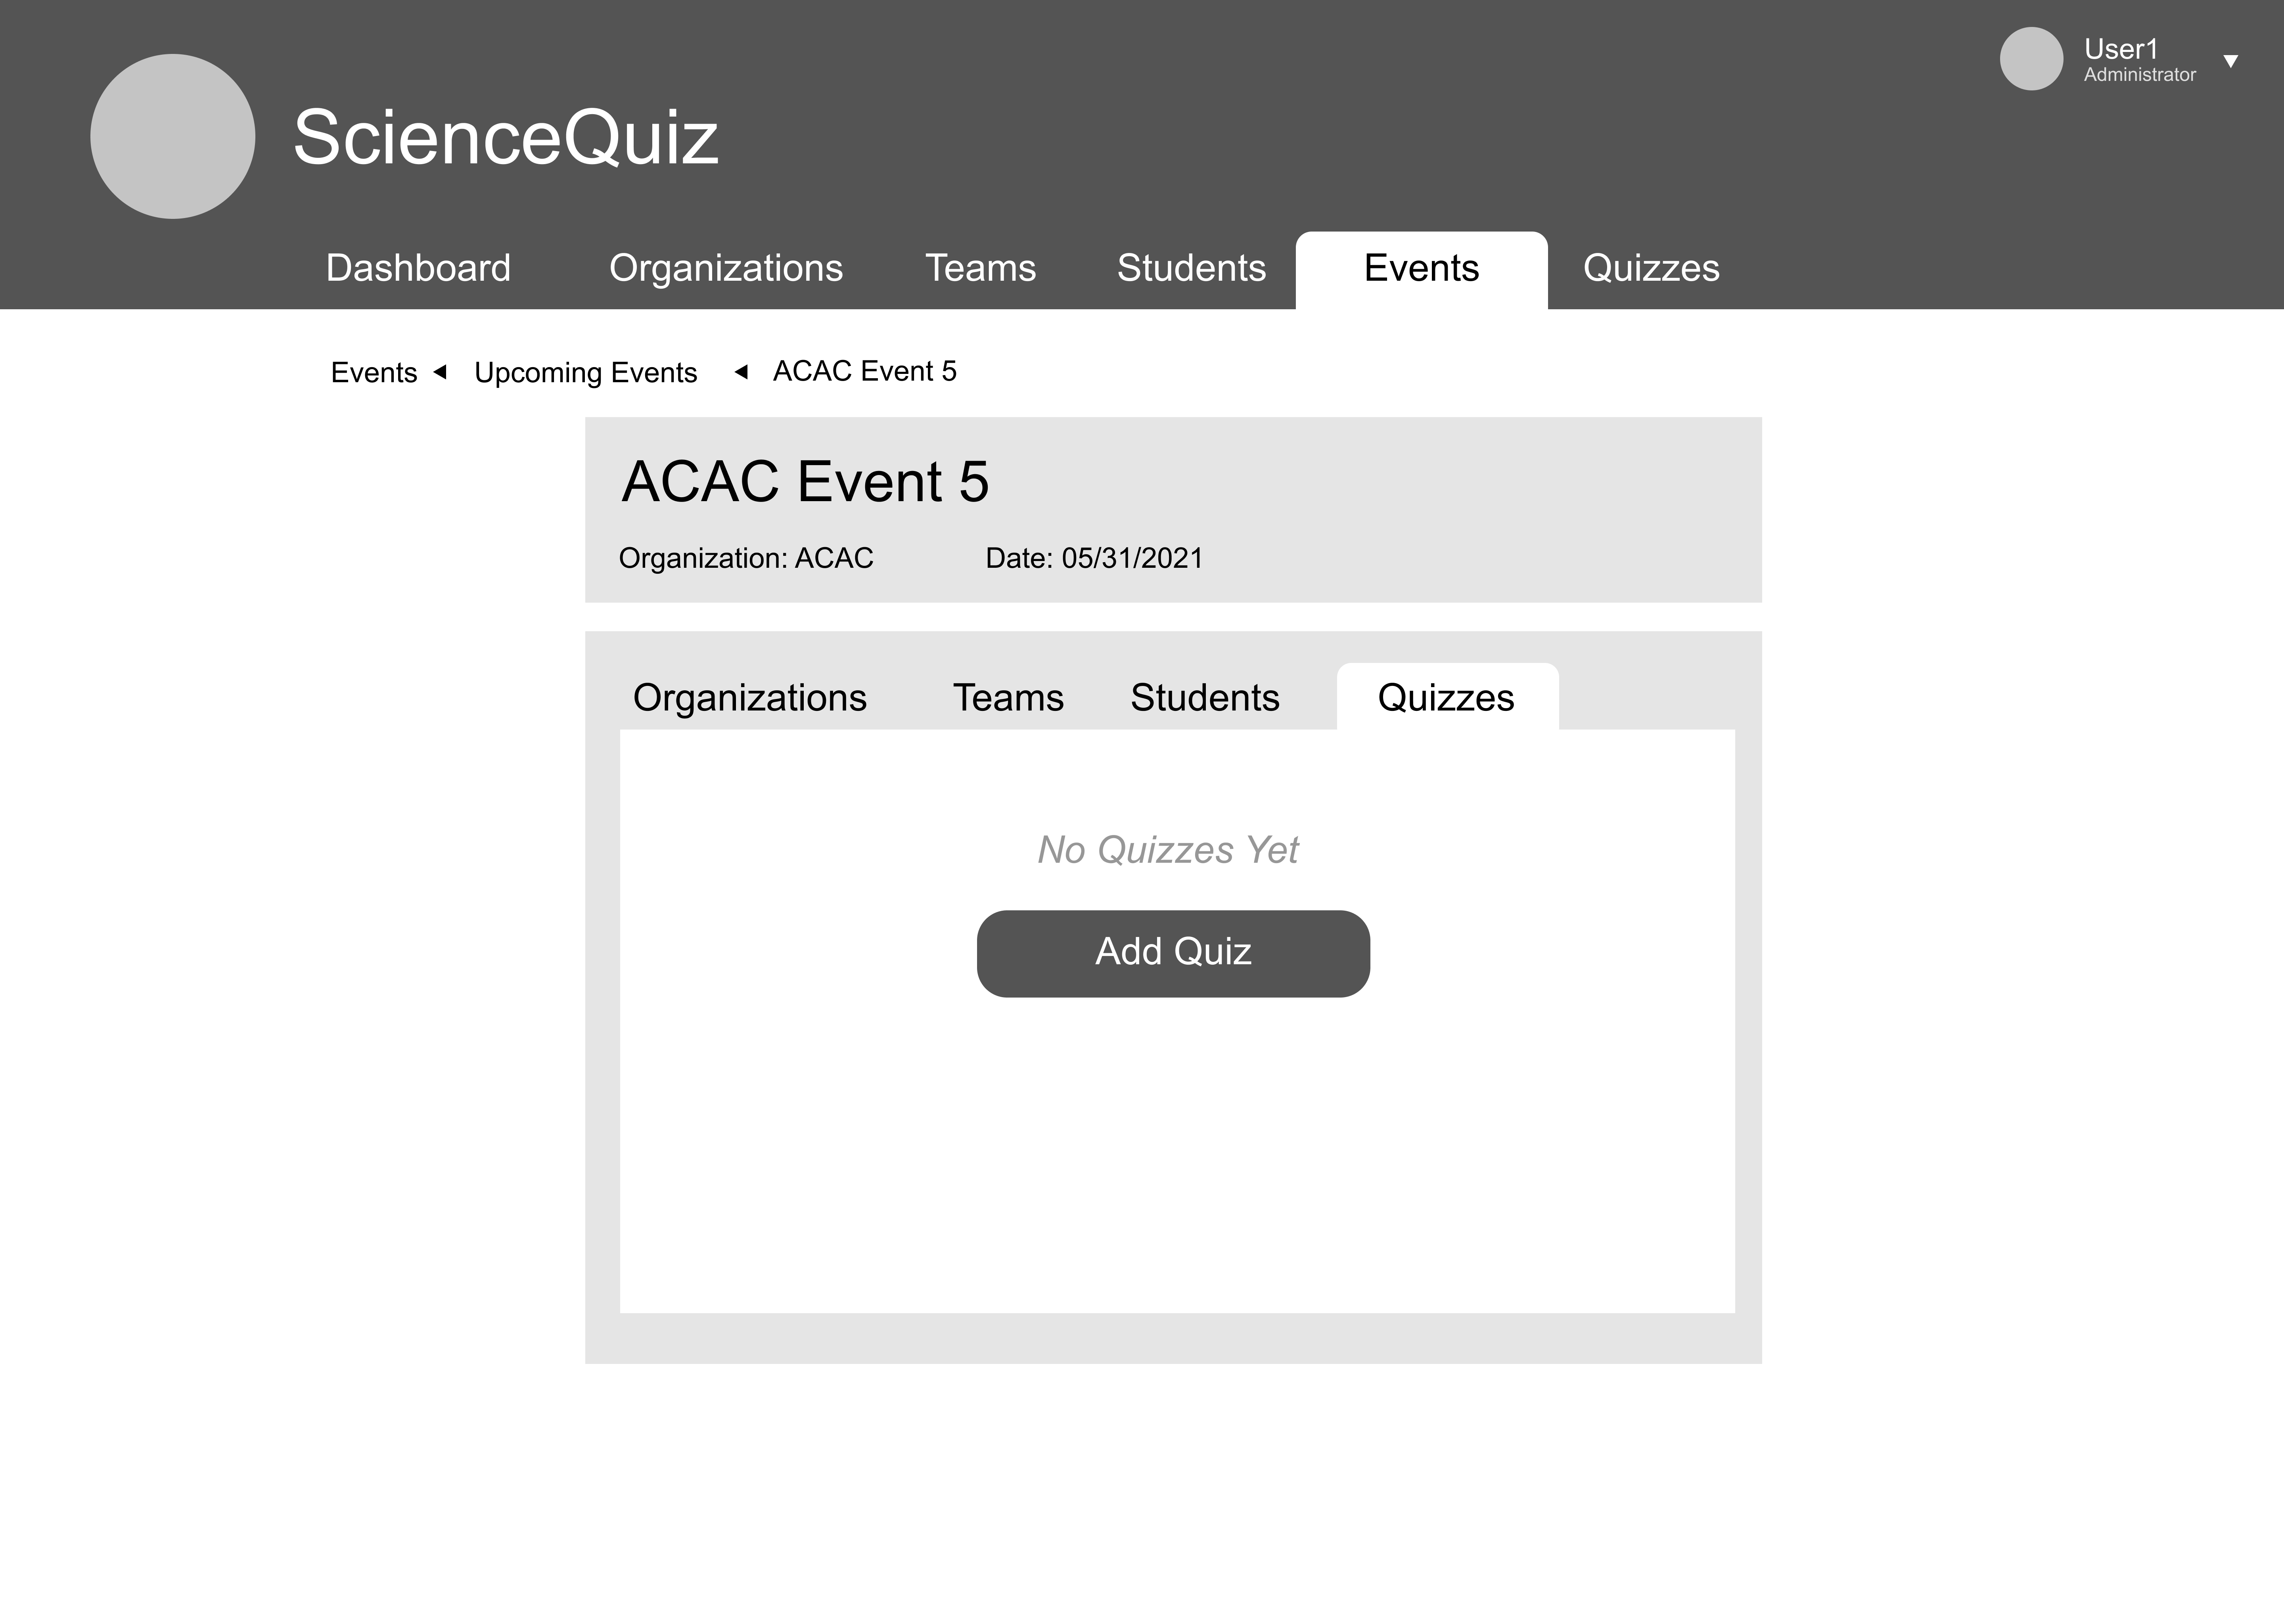 User1
Administrator
ScienceQuiz
Dashboard Organizations Teams Students Events Quizzes
Events Upcoming Events ACAC Event 5
ACAC Event 5
Organization: ACAC Date: 05/31/2021
Organizations Teams Students Quizzes
No Quizzes Yet
Add Quiz